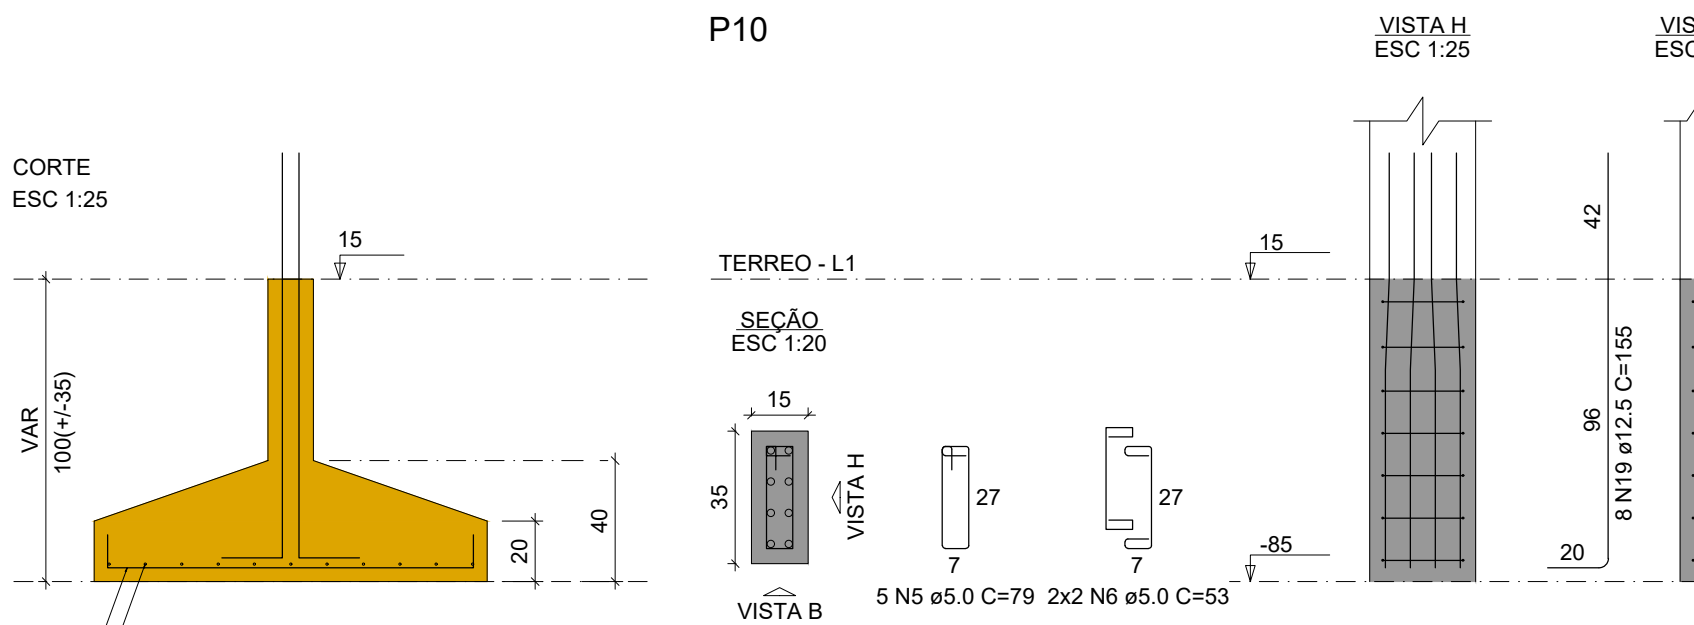 P10
VISTA H
ESC 1:25
VIS
ESC
CORTE
ESC 1:25
15
VAR
100(+/-35)
20
40
TERREO - L1
15
SEÇÃO
ESC 1:20
15
35
VISTA H
VISTA B
27
7
5 N5 ø5.0 C=79
27
7
2x2 N6 ø5.0 C=53
-85
42
96
8 N19 ø12.5 C=155
20